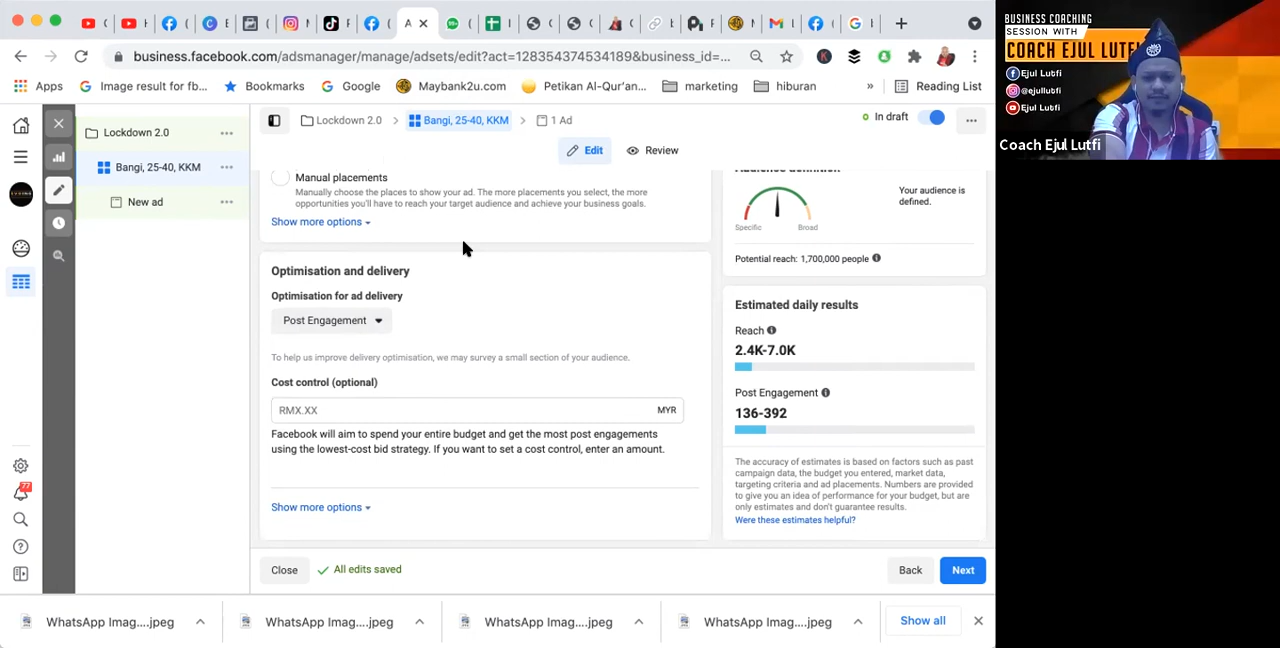 business.facebook.com/adsmanager/manage/adsets/edit?act=128354374534189&business_id=...
Apps
Image result for fb...
Bookmarks
Google
Maybank2u.com
Petikan Al-Qur'an...
marketing
hiburan
»
Reading List
Lockdown 2.0
Bangi, 25-40, KKM
New ad
Lockdown 2.0 > Bangi, 25-40, KKM > 1 Ad
In draft
Edit
Review
Manual placements
Manually choose the places to show your ad. The more placements you select, the more
opportunities you'll have to reach your target audience and achieve your business goals.
Show more options
Optimisation and delivery
Optimisation for ad delivery
Post Engagement
To help us improve delivery optimisation, we may survey a small section of your audience.
Cost control (optional)
RMX.XX
MYR
Facebook will aim to spend your entire budget and get the most post engagements
using the lowest-cost bid strategy. If you want to set a cost control, enter an amount.
Show more options
Audience definition
Your audience is
defined.
Specific
Broad
Potential reach: 1,700,000 people
Estimated daily results
Reach
2.4K-7.0K
Post Engagement
136-392
The accuracy of estimates is based on factors such as past
campaign data, the budget you entered, market data,
targeting criteria and ad placements. Numbers are provided
to give you an idea of performance for your budget, but are
only estimates and don't guarantee results.
Were these estimates helpful?
77
Close
All edits saved
Back
Next
WhatsApp Imag....jpeg
WhatsApp Imag....jpeg
WhatsApp Imag....jpeg
WhatsApp Imag....jpeg
Show all
BUSINESS COACHING
SESSION WITH
COACH EJUL LUTFI
Ejul Lutfi
@ejullutfi
Ejul Lutfi
Coach Ejul Lutfi